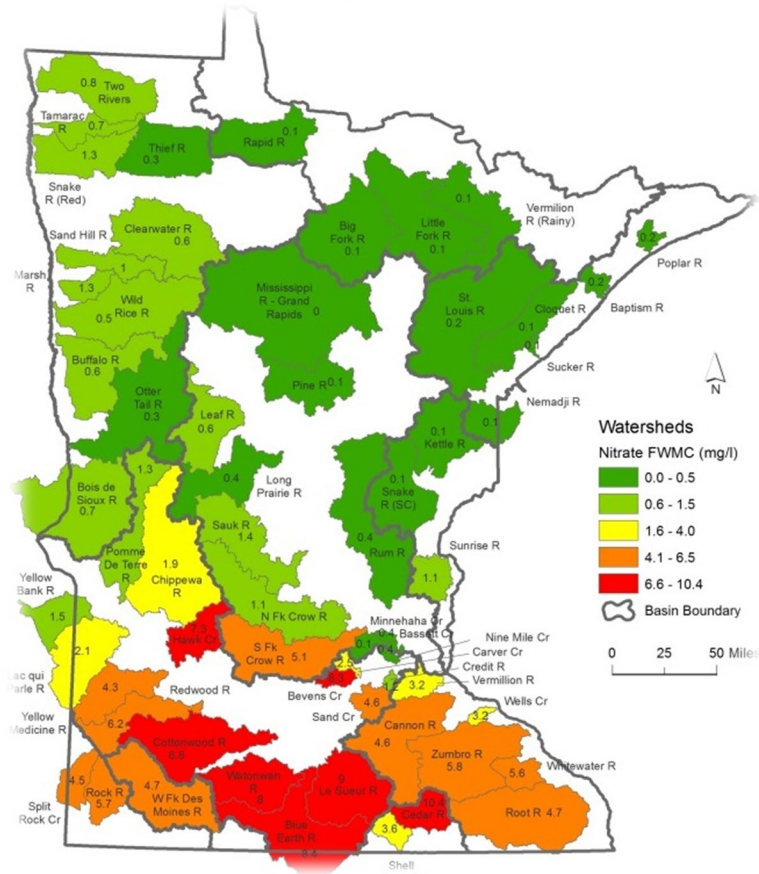 0.8 Two
Rivers
Tamarac
R
0.7
1.3
Thief R
0.3
Rapid R
0.1
Snake
R (Red)
Sand Hill R
Clearwater R
0.6
Marsh
R
1
1.3
Wild
Rice R
0.5
Buffalo R
0.6
Otter
Tail R
0.3
Leaf R
0.6
Big
Fork R
0.1
Little
Fork R
0.1
0.1
Vermilion
R (Rainy)
0.2
Poplar R
0.2
Baptism R
Mississippi
R - Grand
Rapids
0
St.
Louis R
0.2
Cloquet R
0.1
0.1
Sucker R
Pine R 0.1
Nemadji R
0.1
0.1
Kettle R
N
0.1
Snake
R (SC)
0.4
Rum R
Sunrise R
1.1
0.4
Long
Prairie R
Bois de
Sioux R
0.7
1.3
Pomme
De Terre
R
1.9
Chippewa
R
Sauk R
1.4
1.1
N Fk Crow R
Yellow
Bank R
1.5
2.1
Lac qui
Parle R
7.5
Hawk Cr
S Fk
Crow R
5.1
Minnehaha Cr
0.4 Bassett Cr
0.1
0.4
Nine Mile Cr
Carver Cr
Credit R
Vermillion R
2.5
Bevens Cr
3.2
Wells Cr
3.2
Sand Cr
4.6
4.3
Redwood R
Yellow
Medicine R
6.2
Cottonwood R
6.8
Cannon R
4.6
Zumbro R
5.8
5.6
Whitewater R
Root R 4.7
4.5
Split
Rock Cr
Rock R
5.7
4.7
W Fk Des
Moines R
Watonwan
R
8
9
Le Sueur R
Blue
Earth R
9.4
10.4
Cedar R
3.6
Shell
Watersheds
Nitrate FWMC (mg/l)
0.0 - 0.5
0.6 - 1.5
1.6 - 4.0
4.1 - 6.5
6.6 - 10.4
Basin Boundary
0 25 50 Miles